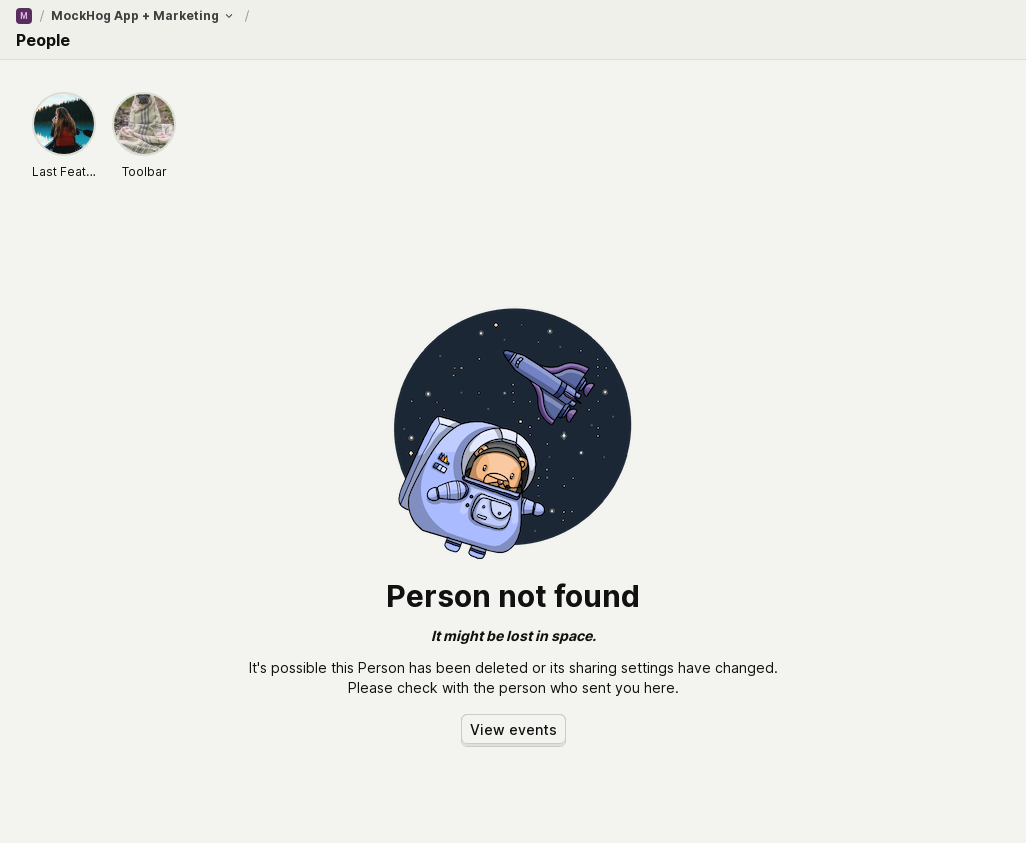 M / MockHog App + Marketing /
People
Last Feat... Toolbar
Person not found
It might be lost in space.
It's possible this Person has been deleted or its sharing settings have changed.
Please check with the person who sent you here.
View events